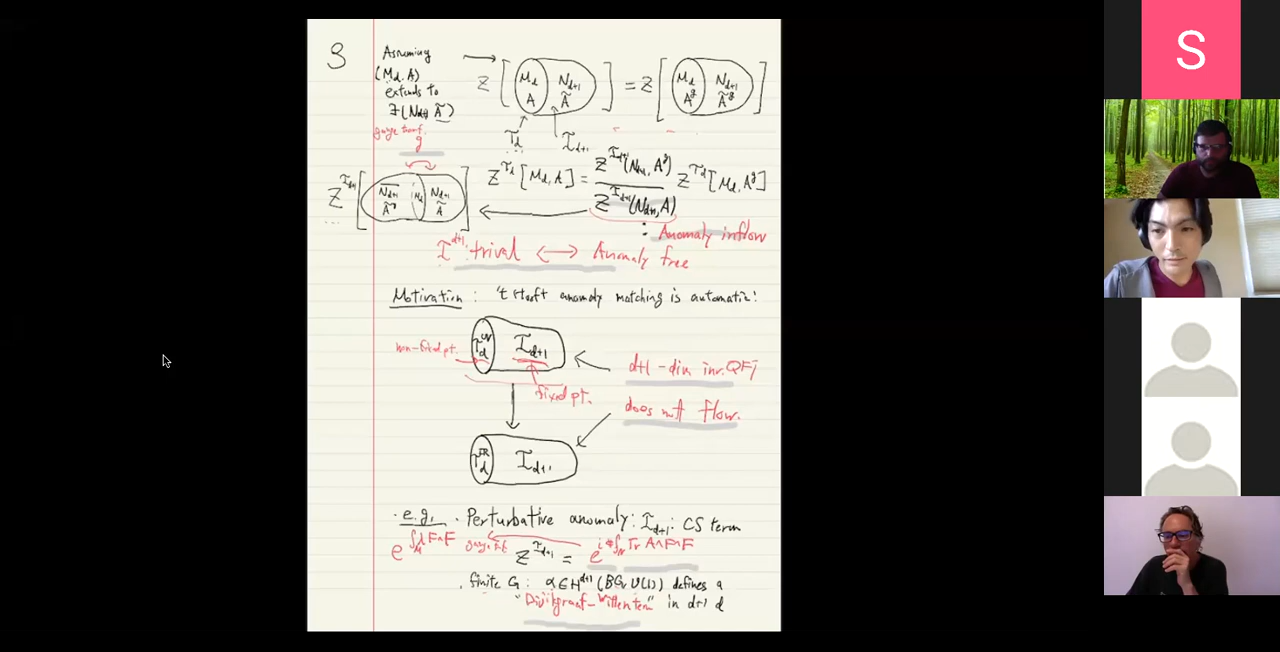 S
3
Assuming
(M_d, A)
extends to
∃(N_{d+1}, Ã)
gauge transf.
g
Z [ M_d A N_{d+1} Ã ] = Z [ M_d A^g N_{d+1} Ã^g ]
T_d I_{d+1}
Z^{T_d}[M_d, A] = Z^{I_{d+1}}(N_{d+1}, A^g) / Z^{I_{d+1}}(N_{d+1}, A) Z^{T_d}[M_d, A^g]
Z^{I_{d+1}} [ N_{d+1} N_{d+1} Ã ]
: Anomaly inflow
I^{d+1} trival ↔ Anomaly free
Motivation : 't Hooft anomaly matching is automatic!
T_d^{UV} I_{d+1}
non-fixed pt.
fixed pt.
d+1-dim inv. QFT
does not flow.
T_d^{IR} I_{d+1}
· e.g. · Perturbative anomaly: I_{d+1}: CS term
e^{∫_M λ F∧F} Z^{I_{d+1}} = e^{i ∫_N Tr A∧F∧F}
· finite G : α∈H^{d+1}(BG, U(1)) defines a
"Dijkgraaf-Witten term" in d+1 d